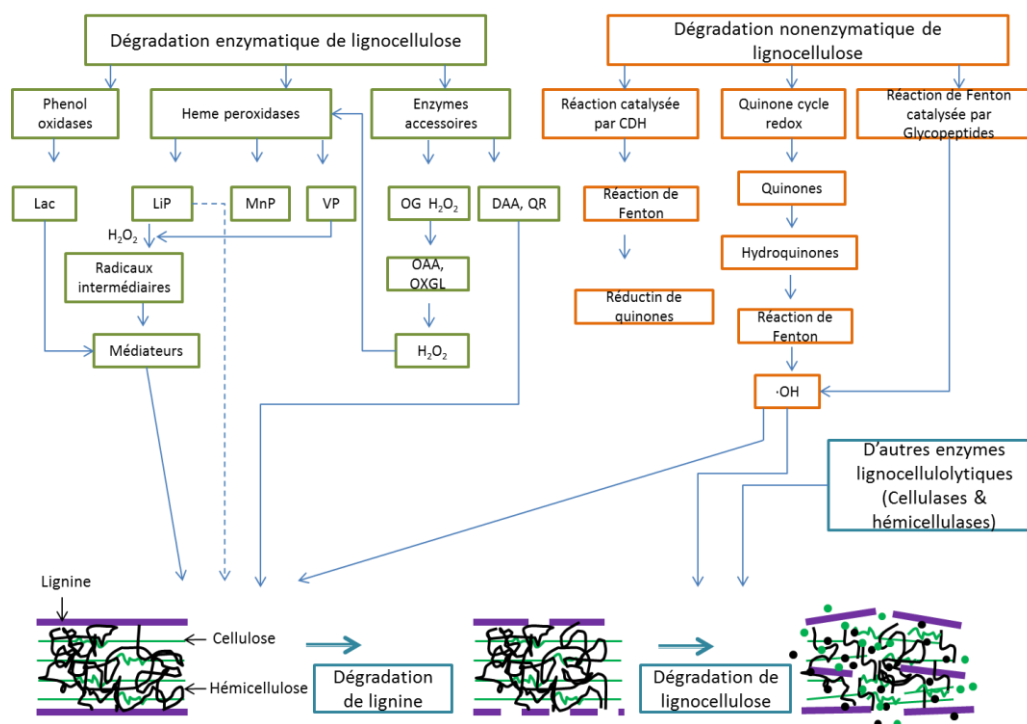 Dégradation enzymatique de lignocellulose
Dégradation nonenzymatique de
lignocellulose
Phenol
oxidases
Heme peroxidases
Enzymes
accessoires
Réaction catalysée
par CDH
Quinone cycle
redox
Réaction de Fenton
catalysée par
Glycopeptides
Lac
LiP
MnP
VP
OG H₂O₂
DAA, QR
Réaction de
Fenton
Quinones
H₂O₂
Radicaux
intermédiaires
OAA,
OXGL
Hydroquinones
Réductin de
quinones
Réaction de
Fenton
Médiateurs
H₂O₂
·OH
D'autres enzymes
lignocellulolytiques
(Cellulases &
hémicellulases)
Lignine
Cellulose
Hémicellulose
Dégradation
de lignine
Dégradation de
lignocellulose